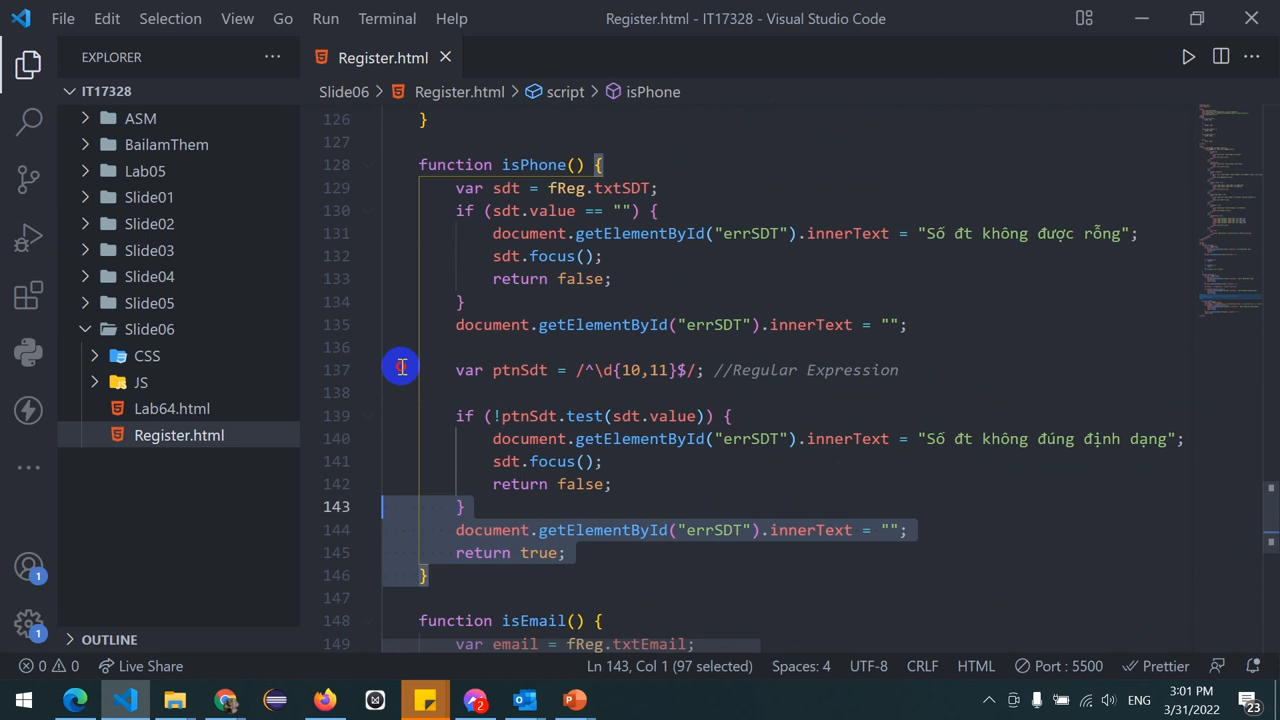 File Edit Selection View Go Run Terminal Help Register.html - IT17328 - Visual Studio Code
EXPLORER
Register.html
IT17328
Slide06 > Register.html > script > isPhone
ASM
BailamThem
Lab05
Slide01
Slide02
Slide03
Slide04
Slide05
Slide06
CSS
JS
Lab64.html
Register.html
OUTLINE
126 }
127
128 function isPhone() {
129 var sdt = fReg.txtSDT;
130 if (sdt.value == "") {
131 document.getElementById("errSDT").innerText = "Số đt không được rỗng";
132 sdt.focus();
133 return false;
134 }
135 document.getElementById("errSDT").innerText = "";
136
137 var ptnSdt = /^\d{10,11}$/; //Regular Expression
138
139 if (!ptnSdt.test(sdt.value)) {
140 document.getElementById("errSDT").innerText = "Số đt không đúng định dạng";
141 sdt.focus();
142 return false;
143 }
144 document.getElementById("errSDT").innerText = "";
145 return true;
146 }
147
148 function isEmail() {
149 var email = fReg.txtEmail;
1
1
0 0 Live Share Ln 143, Col 1 (97 selected) Spaces: 4 UTF-8 CRLF HTML Port : 5500 Prettier
2
ENG
3:01 PM
3/31/2022
23